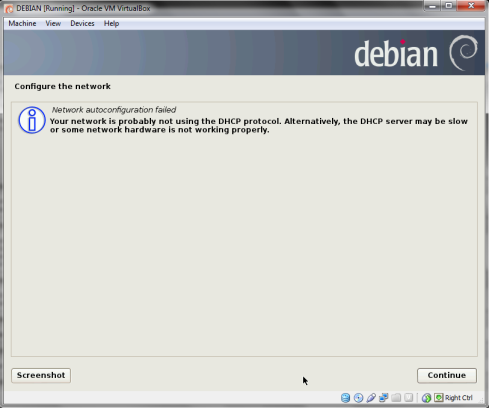 DEBIAN [Running] - Oracle VM VirtualBox
Machine View Devices Help
debian
Configure the network
Network autoconfiguration failed
Your network is probably not using the DHCP protocol. Alternatively, the DHCP server may be slow
or some network hardware is not working properly.
Screenshot
Continue
Right Ctrl